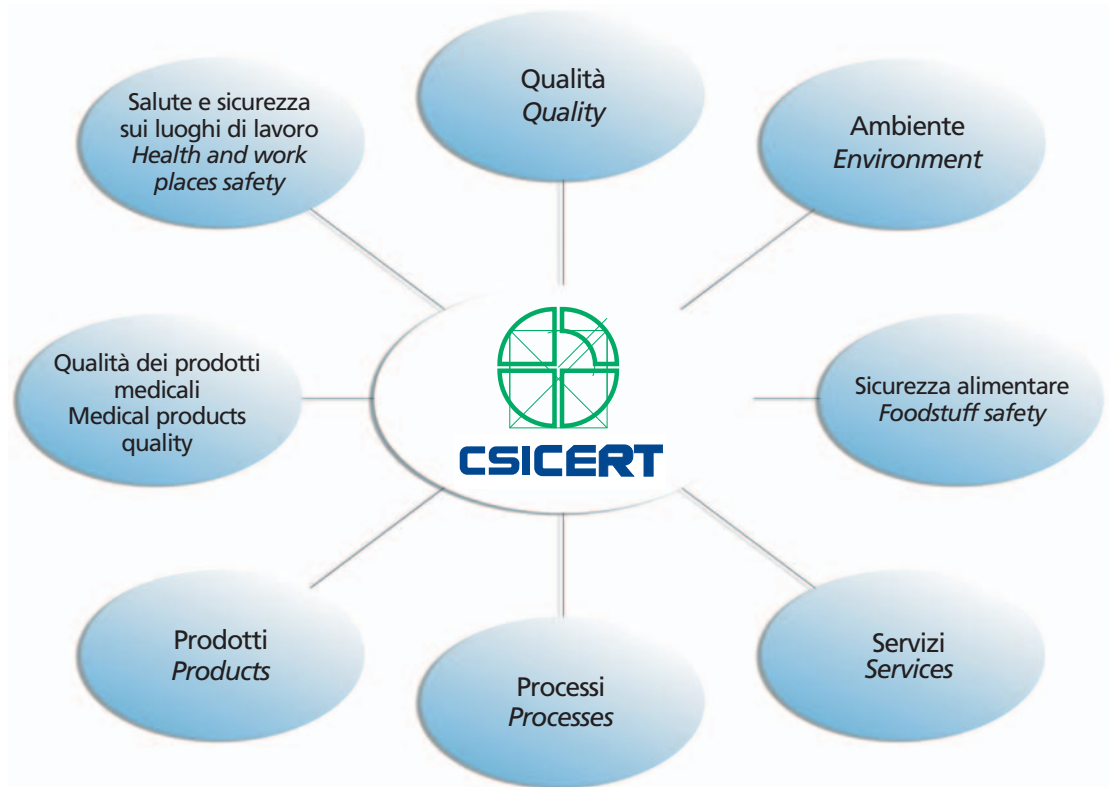 Qualità
Quality
Salute e sicurezza
sui luoghi di lavoro
Health and work
places safety
Ambiente
Environment
Qualità dei prodotti
medicali
Medical products
quality
CSICERT
Sicurezza alimentare
Foodstuff safety
Prodotti
Products
Processi
Processes
Servizi
Services